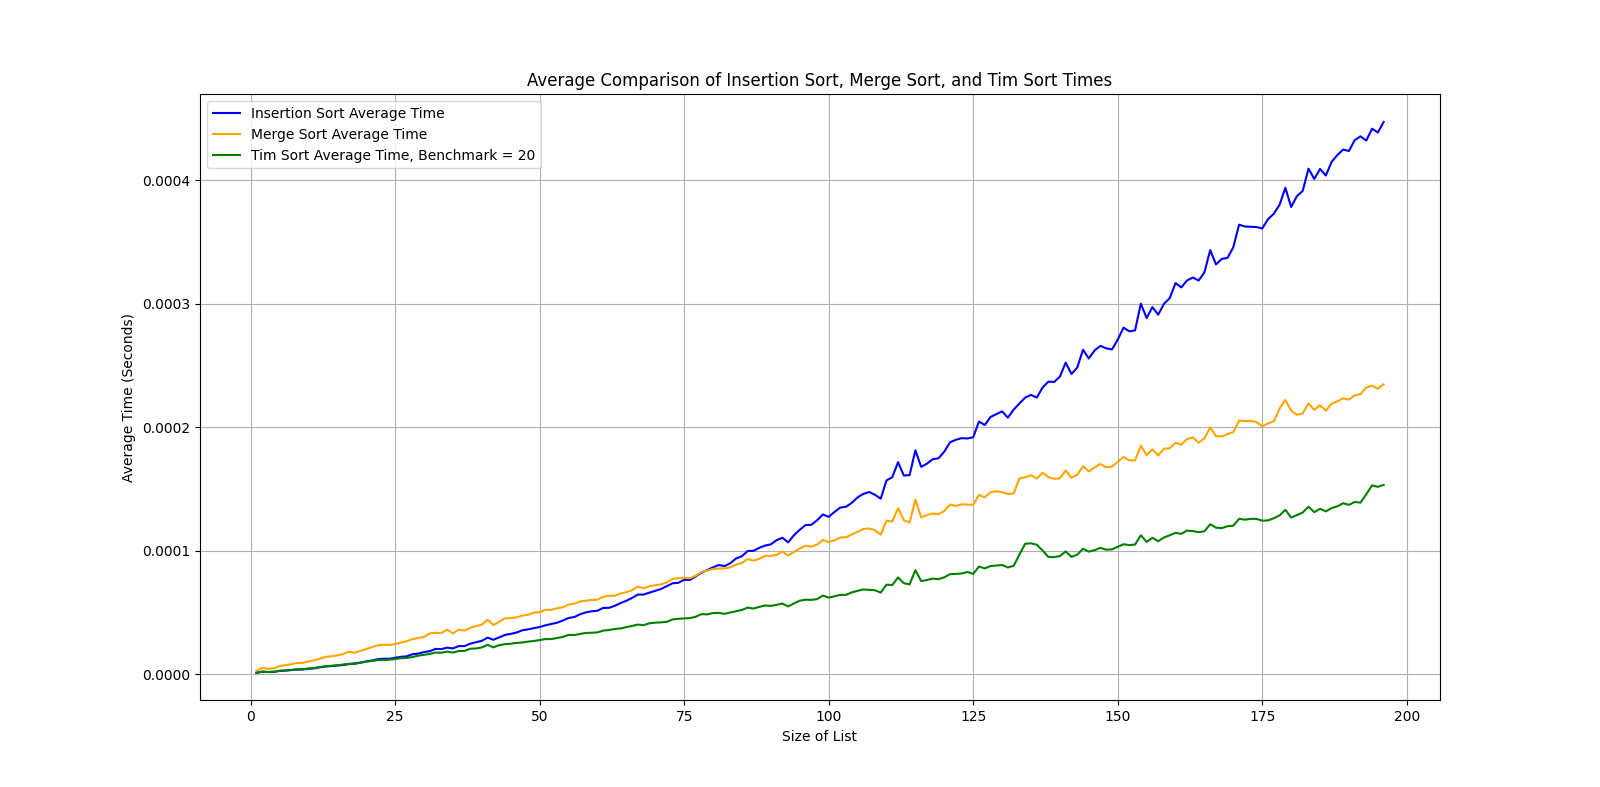 Average Comparison of Insertion Sort, Merge Sort, and Tim Sort Times
Insertion Sort Average Time
Merge Sort Average Time
Tim Sort Average Time, Benchmark = 20
Average Time (Seconds)
0.0004
0.0003
0.0002
0.0001
0.0000
0 25 50 75 100 125 150 175 200
Size of List